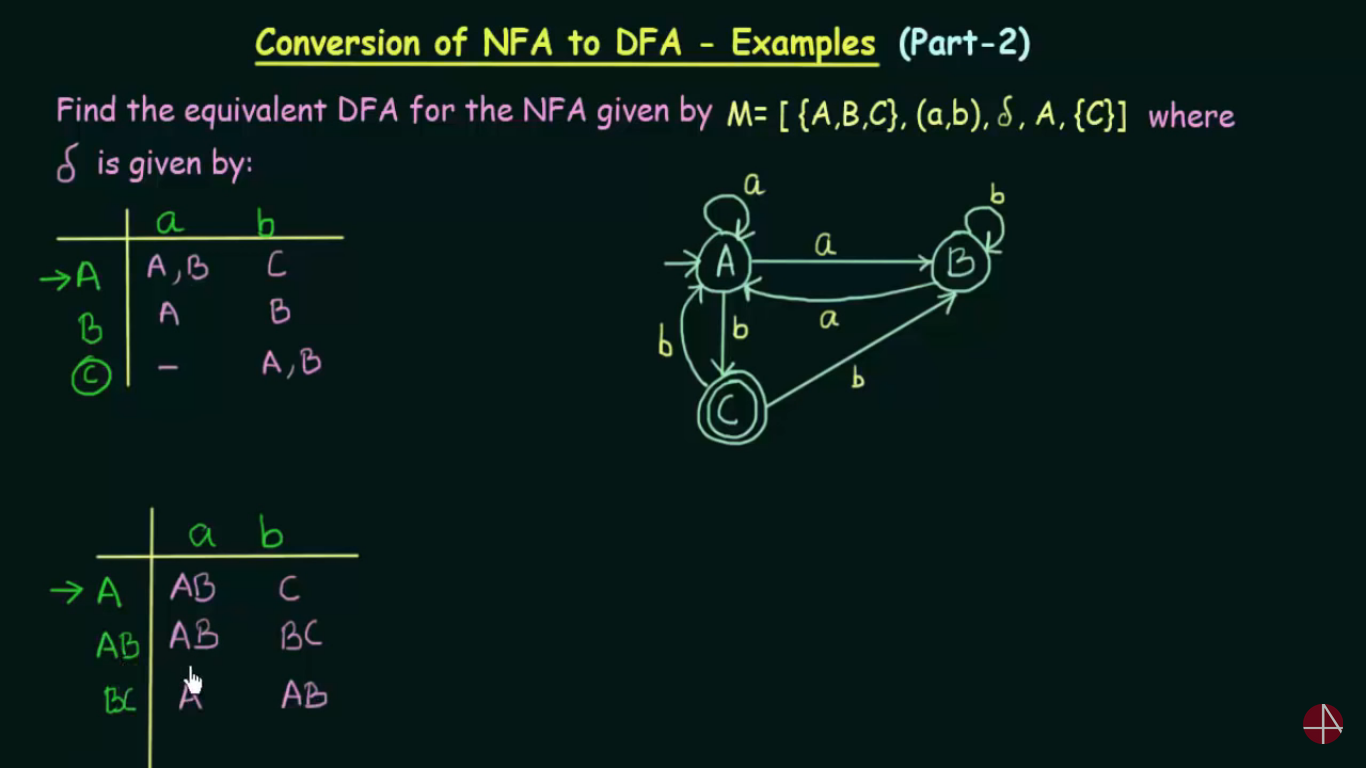 Conversion of NFA to DFA - Examples (Part-2)
Find the equivalent DFA for the NFA given by M= [ {A,B,C}, (a,b), δ, A, {C}] where
δ is given by:
a b
→A A,B C
B A B
C - A,B
a
b
A
a
B
a
b
b
b
C
a b
→ A AB C
AB AB BC
BC A AB